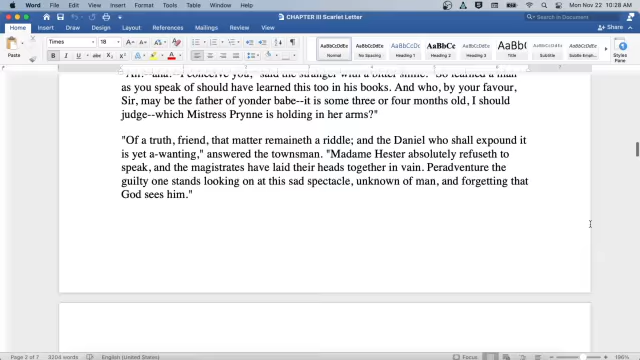 Word File Edit View Insert Format Tools Table Window Help
Mon Nov 22 10:28 AM
CHAPTER III Scarlet Letter
Search in Document
Home Insert Draw Design Layout References Mailings Review View
Share
Paste
Times 18
AaBbCcDdEe AaBbCcDdEe AaBbCcDc AaBbCcDdEe AaBb( AaBbCcDdEe
Normal No Spacing Heading 1 Heading 2 Title Subtitle
Styles Pane
"Ah!--aha!--I conceive you," said the stranger with a bitter smile. "So learned a man
as you speak of should have learned this too in his books. And who, by your favour,
Sir, may be the father of yonder babe--it is some three or four months old, I should
judge--which Mistress Prynne is holding in her arms?"
"Of a truth, friend, that matter remaineth a riddle; and the Daniel who shall expound it
is yet a-wanting," answered the townsman. "Madame Hester absolutely refuseth to
speak, and the magistrates have laid their heads together in vain. Peradventure the
guilty one stands looking on at this sad spectacle, unknown of man, and forgetting that
God sees him."
Page 2 of 7 3204 words English (United States) Focus 196%